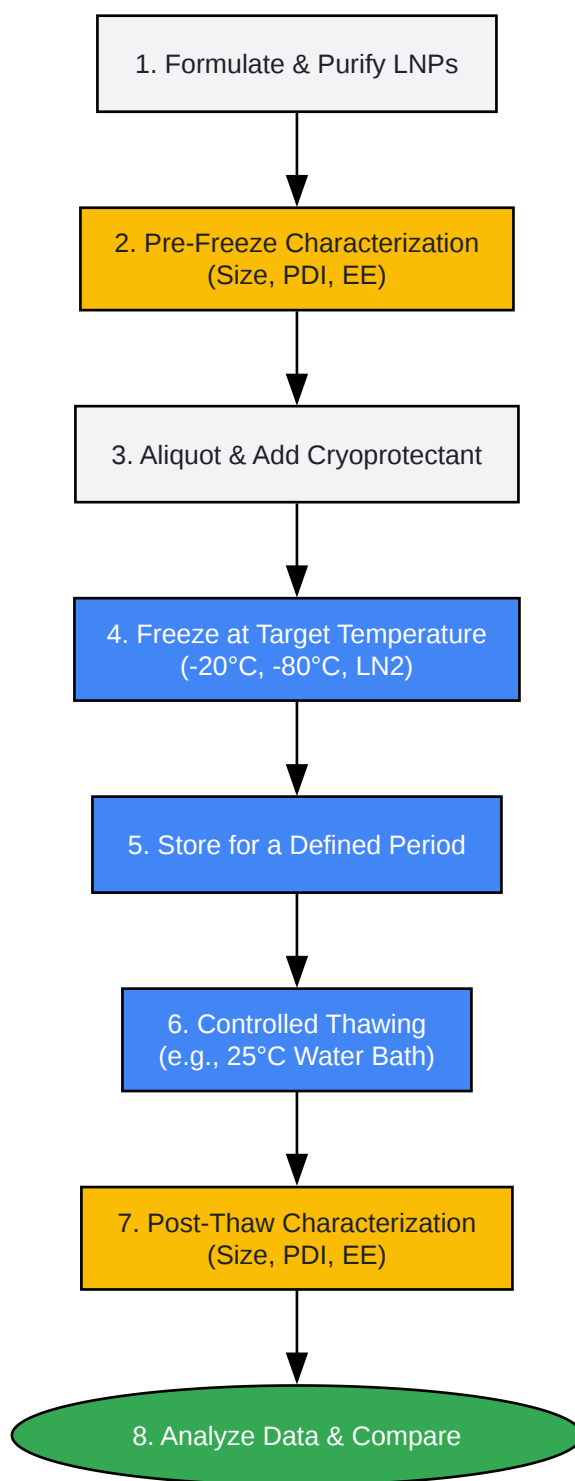 1. Formulate & Purify LNPs
2. Pre-Freeze Characterization
(Size, PDI, EE)
3. Aliquot & Add Cryoprotectant
4. Freeze at Target Temperature
(-20°C, -80°C, LN2)
5. Store for a Defined Period
6. Controlled Thawing
(e.g., 25°C Water Bath)
7. Post-Thaw Characterization
(Size, PDI, EE)
8. Analyze Data & Compare